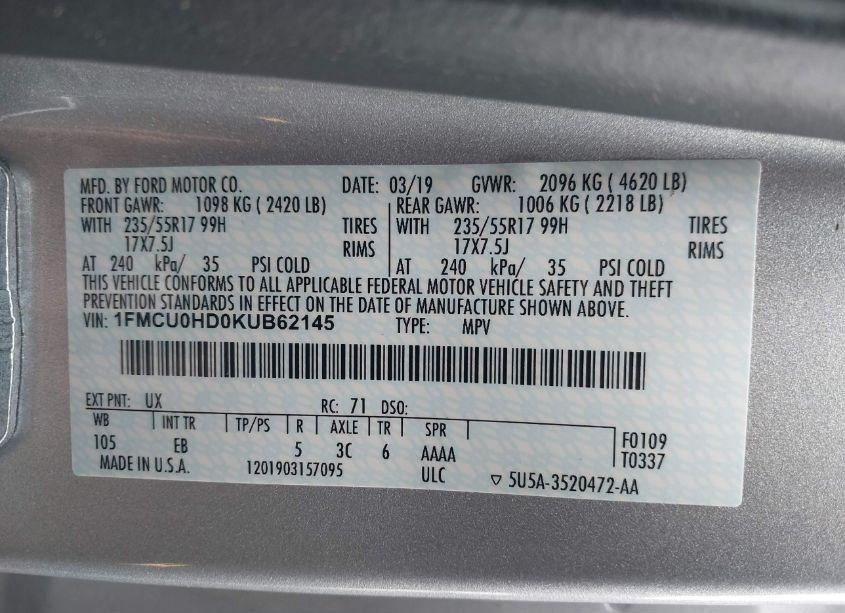 MFD. BY FORD MOTOR CO. DATE: 03/19 GVWR: 2096 KG ( 4620 LB)
FRONT GAWR: 1098 KG ( 2420 LB) REAR GAWR: 1006 KG ( 2218 LB)
WITH 235/55R17 99H TIRES WITH 235/55R17 99H TIRES
17X7.5J RIMS 17X7.5J RIMS
AT 240 kPa/ 35 PSI COLD AT 240 kPa/ 35 PSI COLD
THIS VEHICLE CONFORMS TO ALL APPLICABLE FEDERAL MOTOR VEHICLE SAFETY AND THEFT
PREVENTION STANDARDS IN EFFECT ON THE DATE OF MANUFACTURE SHOWN ABOVE.
VIN: 1FMCU0HD0KUB62145 TYPE: MPV
EXT PNT: UX RC: 71 DSO:
WB INT TR TP/PS R AXLE TR SPR F0109
105 EB 5 3C 6 AAAA T0337
MADE IN U.S.A. 1201903157095 ULC ▽ 5U5A-3520472-AA